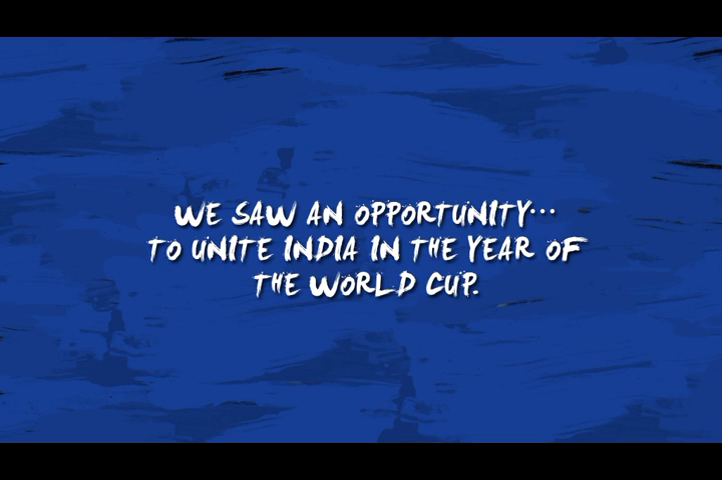 WE SAW AN OPPORTUNITY...
TO UNITE INDIA IN THE YEAR OF
THE WORLD CUP.